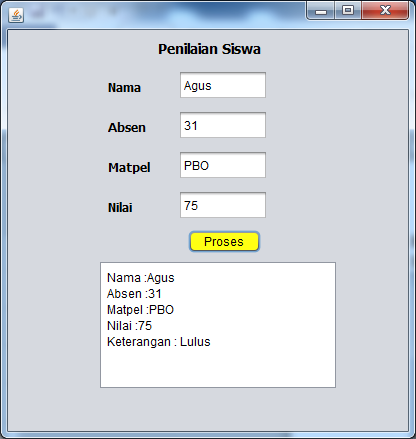 Penilaian Siswa
Nama Agus
Absen 31
Matpel PBO
Nilai 75
Proses
Nama :Agus
Absen :31
Matpel :PBO
Nilai :75
Keterangan : Lulus